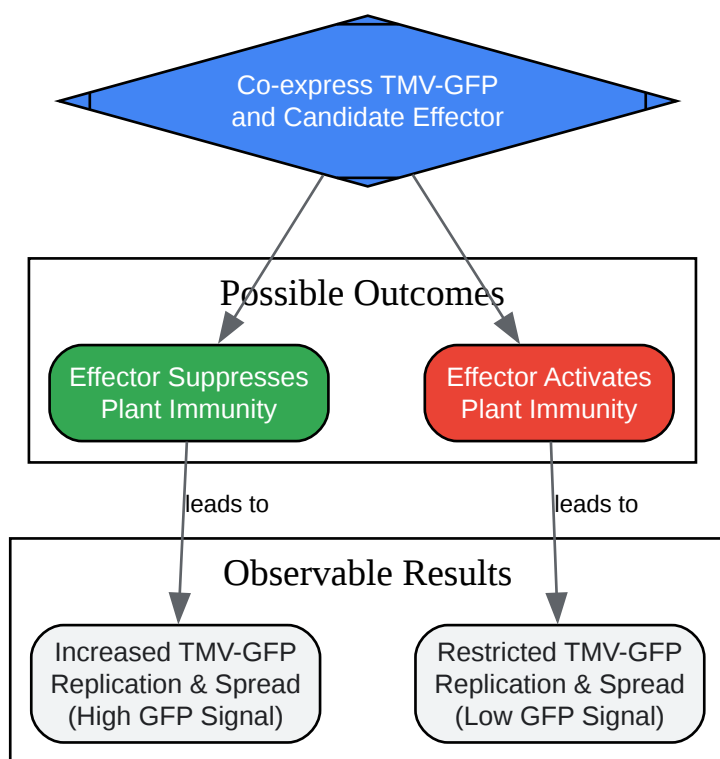 Co-express TMV-GFP
and Candidate Effector
Possible Outcomes
Effector Suppresses
Plant Immunity
Effector Activates
Plant Immunity
leads to
leads to
Observable Results
Increased TMV-GFP
Replication & Spread
(High GFP Signal)
Restricted TMV-GFP
Replication & Spread
(Low GFP Signal)